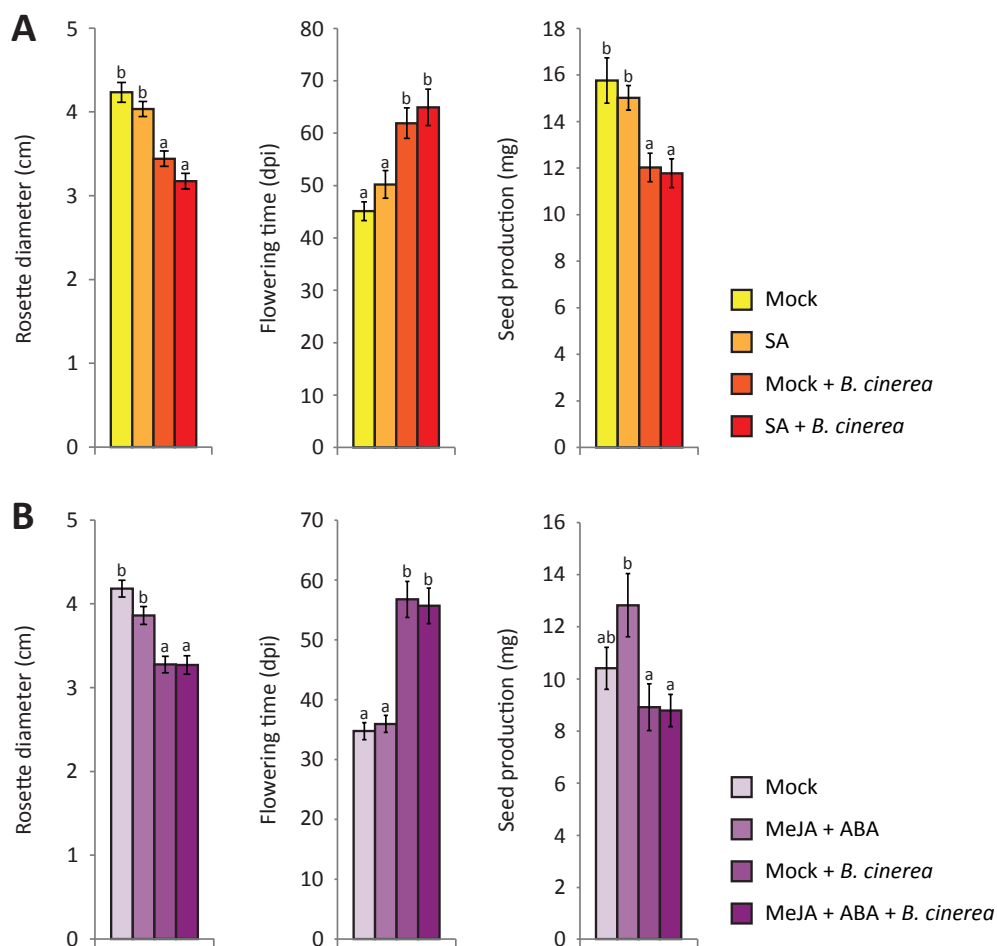 A
Rosette diameter (cm)
5
4
3
2
1
0
b
b
a
a
Flowering time (dpi)
80
70
60
50
40
30
20
10
0
a
a
b
b
Seed production (mg)
18
16
14
12
10
8
6
4
2
0
b
b
a
a
Mock
SA
Mock + B. cinerea
SA + B. cinerea
B
Rosette diameter (cm)
5
4
3
2
1
0
b
b
a
a
Flowering time (dpi)
70
60
50
40
30
20
10
0
a
a
b
b
Seed production (mg)
16
14
12
10
8
6
4
2
0
ab
b
a
a
Mock
MeJA + ABA
Mock + B. cinerea
MeJA + ABA + B. cinerea